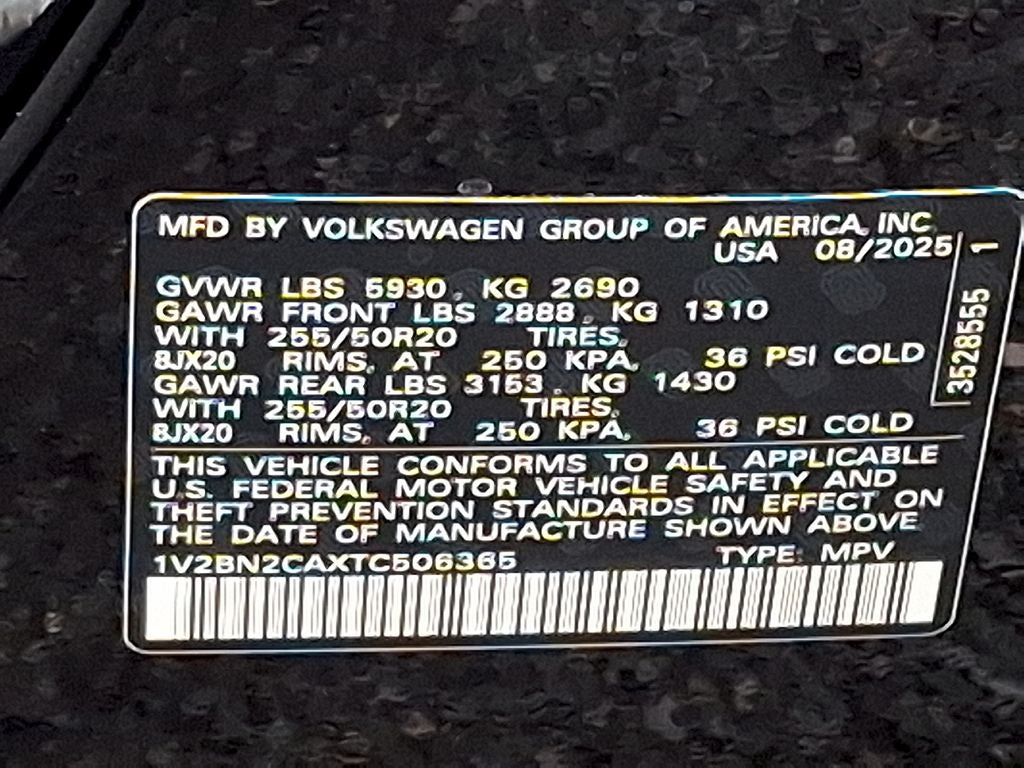 MFD BY VOLKSWAGEN GROUP OF AMERICA, INC
USA 08/2025
1
3528555
GVWR LBS 5930, KG 2690
GAWR FRONT LBS 2888, KG 1310
WITH 255/50R20 TIRES,
8JX20 RIMS, AT 250 KPA, 36 PSI COLD
GAWR REAR LBS 3153, KG 1430
WITH 255/50R20 TIRES,
8JX20 RIMS, AT 250 KPA, 36 PSI COLD
THIS VEHICLE CONFORMS TO ALL APPLICABLE
U.S. FEDERAL MOTOR VEHICLE SAFETY AND
THEFT PREVENTION STANDARDS IN EFFECT ON
THE DATE OF MANUFACTURE SHOWN ABOVE
1V2BN2CAXTC506365 TYPE: MPV